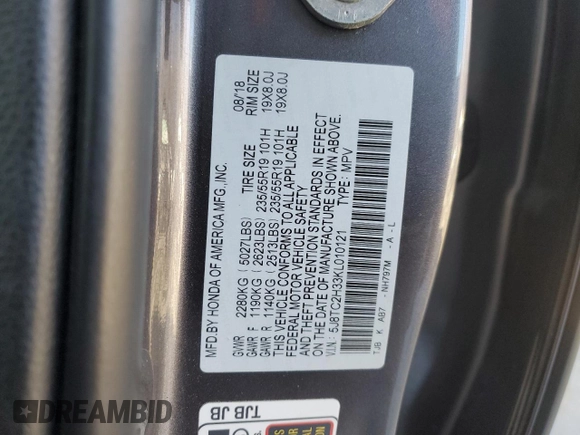 MFD.BY HONDA OF AMERICA MFG.,INC. 08/18
TIRE SIZE RIM SIZE
GVWR 2280KG (5027LBS)
GAWR F 1190KG (2623LBS) 235/55R19 101H 19X8.0J
GAWR R 1140KG (2513LBS) 235/55R19 101H 19X8.0J
THIS VEHICLE CONFORMS TO ALL APPLICABLE
FEDERAL MOTOR VEHICLE SAFETY
AND THEFT PREVENTION STANDARDS IN EFFECT
ON THE DATE OF MANUFACTURE SHOWN ABOVE.
V.I.N.: 5J8TC2H33KL010121 TYPE: MPV
TJB K AB7 - NH797M - A - L
TJB JB
DREAMBID